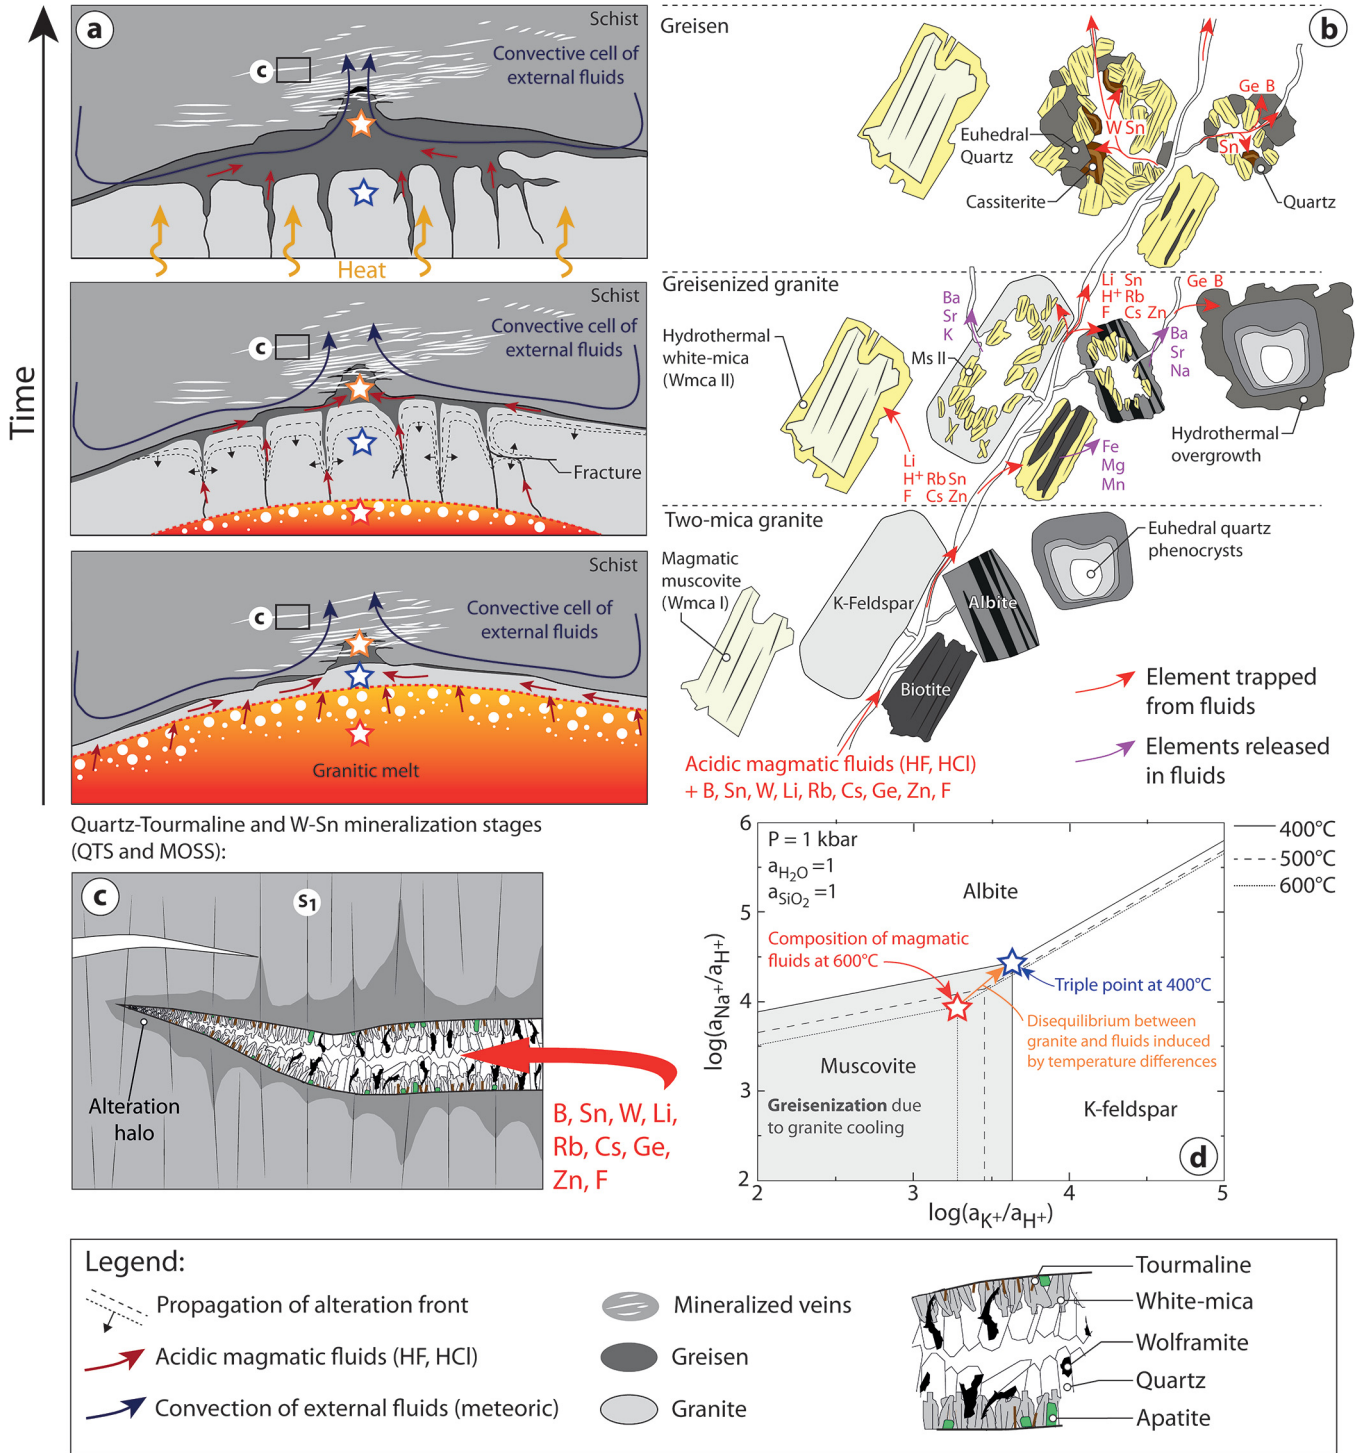 Time
a
Schist
Convective cell of
external fluids
c
Heat
Schist
Convective cell of
external fluids
c
Fracture
Schist
Convective cell of
external fluids
c
Granitic melt
b
Greisen
Ge B
W Sn
Sn
Euhedral
Quartz
Cassiterite
Quartz
Greisenized granite
Ba
Sr
K
Li Sn
H+ Rb
F Cs Zn
Ge B
Hydrothermal
white-mica
(Wmca II)
Ms II
Ba
Sr
Na
Li
H+ Rb Sn
F Cs Zn
Fe
Mg
Mn
Hydrothermal
overgrowth
Two-mica granite
Magmatic
muscovite
(Wmca I)
K-Feldspar
Albite
Biotite
Euhedral quartz
phenocrysts
Element trapped
from fluids
Elements released
in fluids
Acidic magmatic fluids (HF, HCl)
+ B, Sn, W, Li, Rb, Cs, Ge, Zn, F
Quartz-Tourmaline and W-Sn mineralization stages
(QTS and MOSS):
c
S1
Alteration
halo
B, Sn, W, Li,
Rb, Cs, Ge,
Zn, F
d
P = 1 kbar
aH2O =1
aSiO2 =1
400°C
500°C
600°C
Albite
Composition of magmatic
fluids at 600°C
Triple point at 400°C
Disequilibrium between
granite and fluids induced
by temperature differences
Muscovite
Greisenization due
to granite cooling
K-feldspar
log(aNa+/aH+)
6
5
4
3
2
2 3 4 5
log(aK+/aH+)
Legend:
Propagation of alteration front
Acidic magmatic fluids (HF, HCl)
Convection of external fluids (meteoric)
Mineralized veins
Greisen
Granite
Tourmaline
White-mica
Wolframite
Quartz
Apatite